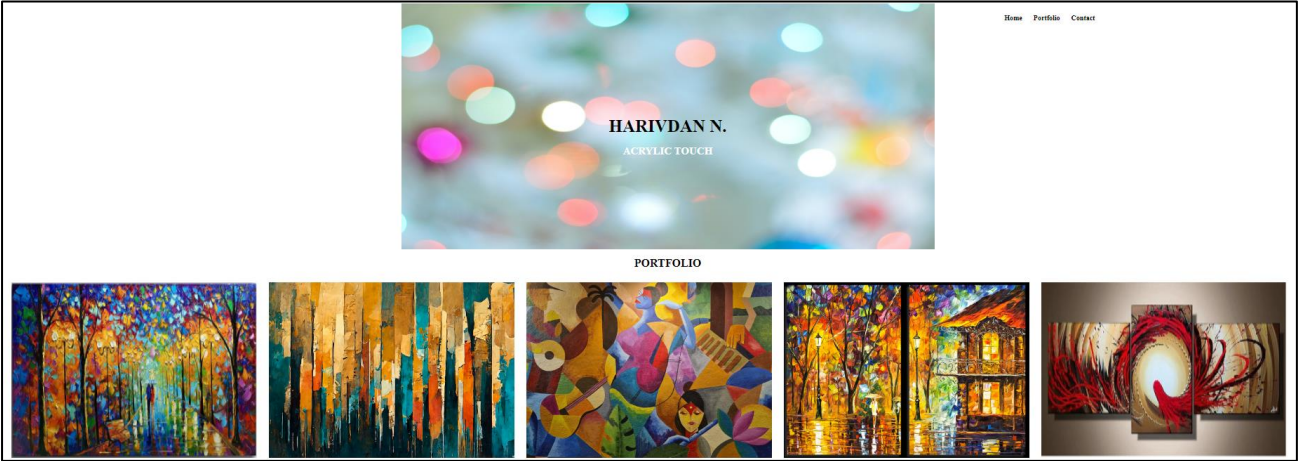 Home Portfolio Contact
HARIVDAN N.
ACRYLIC TOUCH
PORTFOLIO